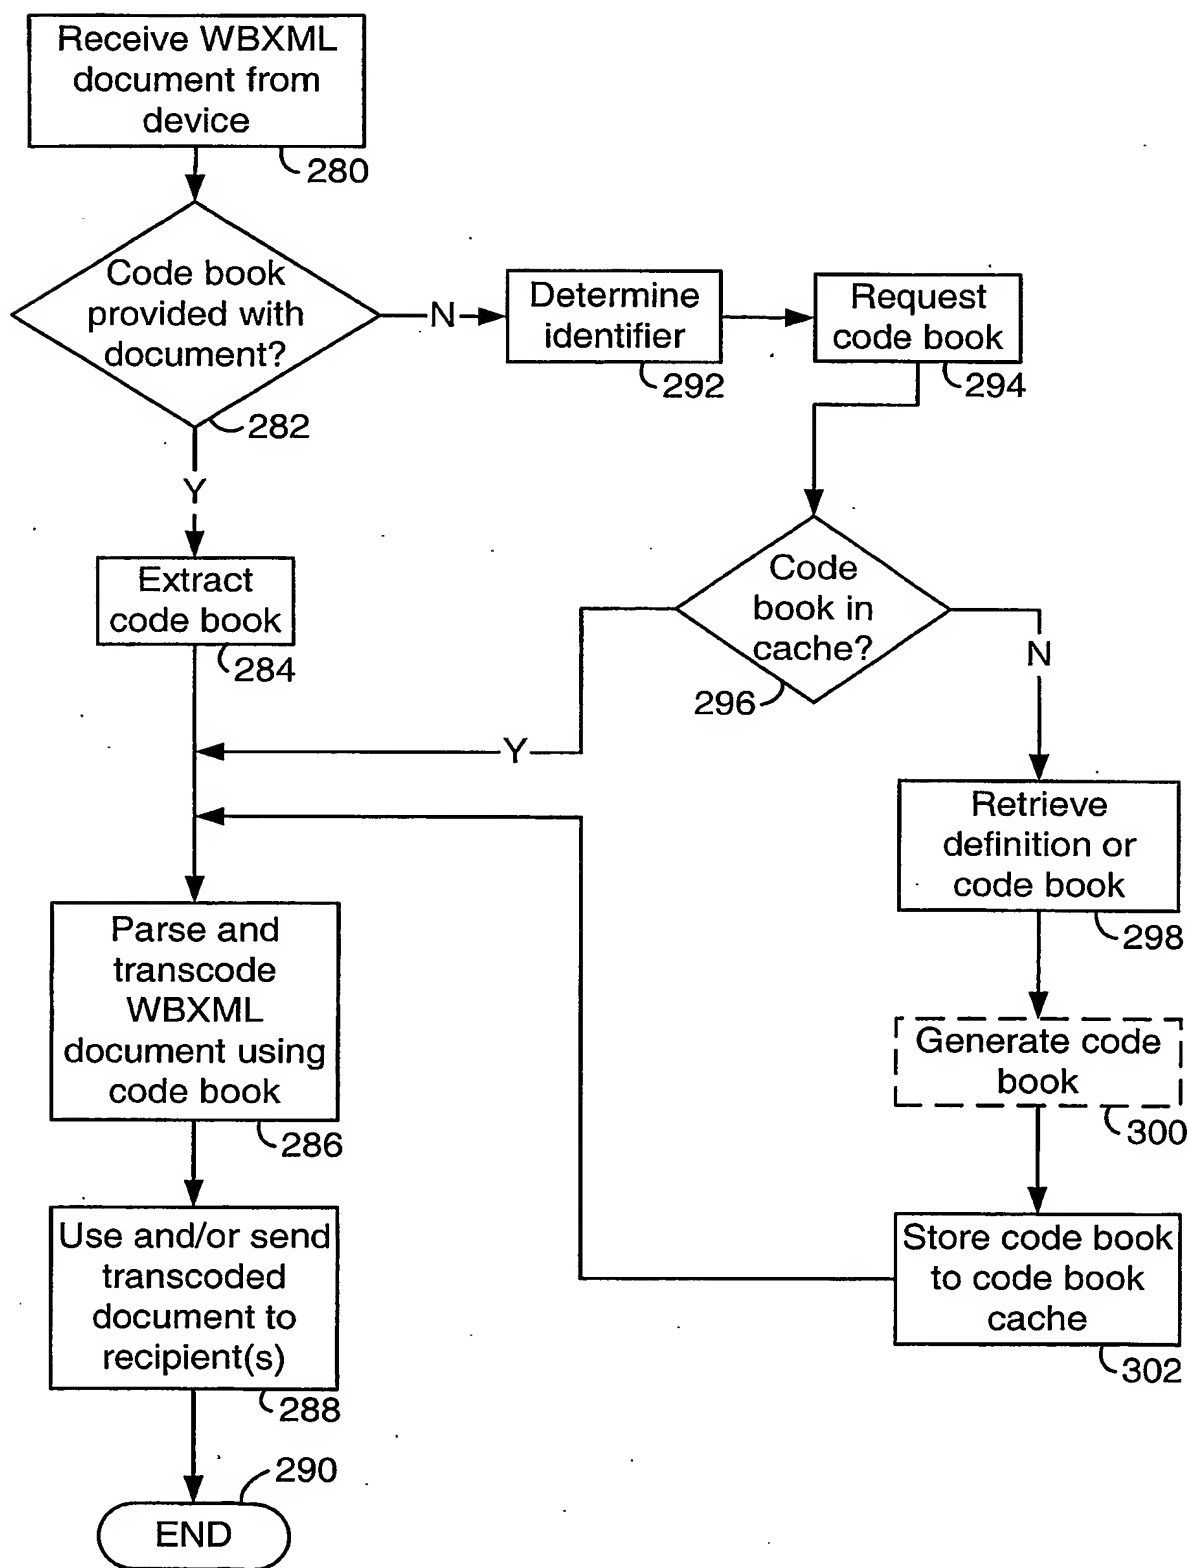 Receive WBXML
document from
device
280
Code book
provided with
document?
282
N
Determine
identifier
292
Request
code book
294
Y
Extract
code book
284
Code
book in
cache?
296
Y
N
Retrieve
definition or
code book
298
Parse and
transcode
WBXML
document using
code book
286
Generate code
book
300
Use and/or send
transcoded
document to
recipient(s)
288
Store code book
to code book
cache
302
290
END